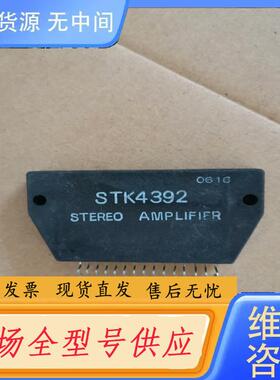 货源 无中间
0616
STK4392
STEREO AMPLIFIER
发票 现货直发 售后无忧
场全型号供应
维
咨